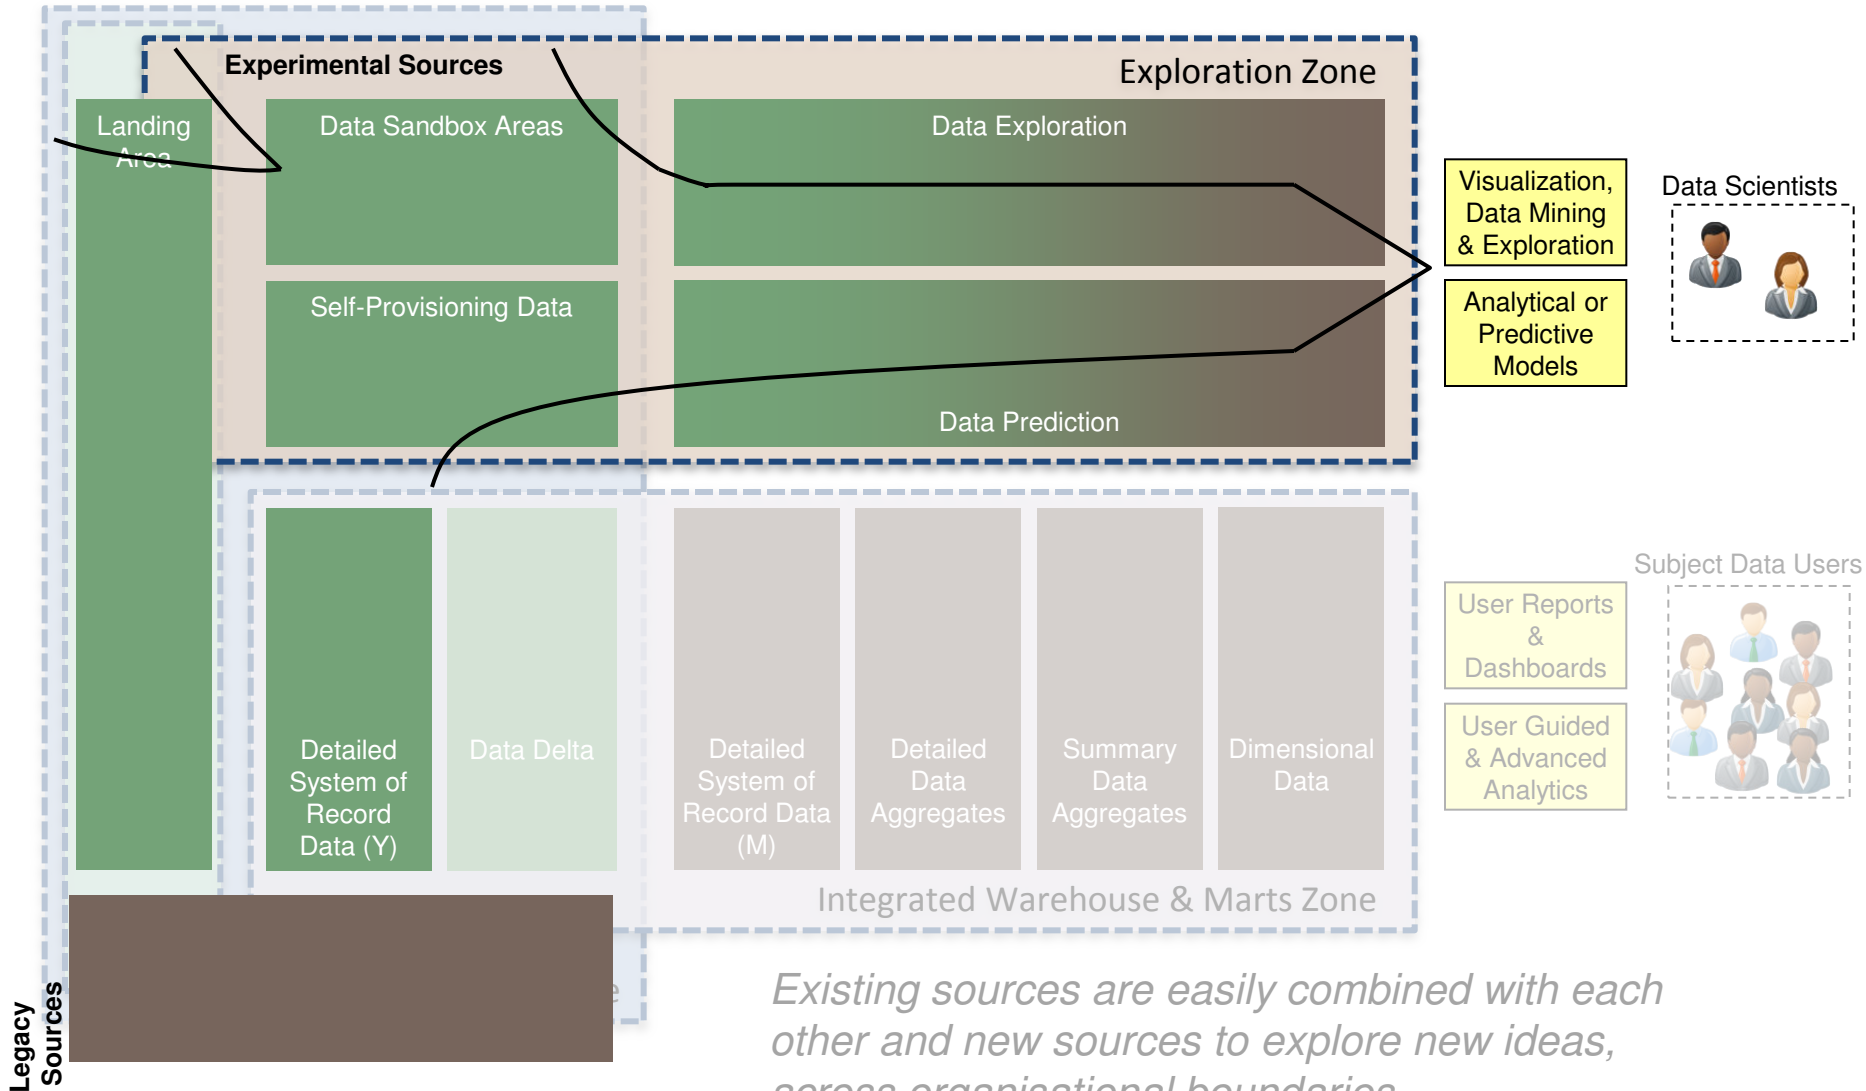 Experimental Sources
Exploration Zone
Landing
Area
Data Sandbox Areas
Data Exploration
Visualization,
Data Mining
& Exploration
Data Scientists
Self-Provisioning Data
Analytical or
Predictive
Models
Data Prediction
Subject Data Users
User Reports
&
Dashboards
Detailed
System of
Record
Data (Y)
Data Delta
Detailed
System of
Record Data
(M)
Detailed
Data
Aggregates
Summary
Data
Aggregates
Dimensional
Data
User Guided
& Advanced
Analytics
Integrated Warehouse & Marts Zone
Legacy
Sources
e
Existing sources are easily combined with each
other and new sources to explore new ideas,
across organisational boundaries